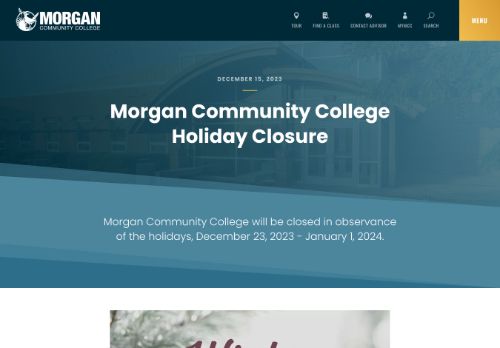 MORGAN
COMMUNITY COLLEGE
TOUR
FIND A CLASS
CONTACT ADVISOR
MYMCC
SEARCH
MENU
DECEMBER 15, 2023
Morgan Community College
Holiday Closure
Morgan Community College will be closed in observance
of the holidays, December 23, 2023 - January 1, 2024.